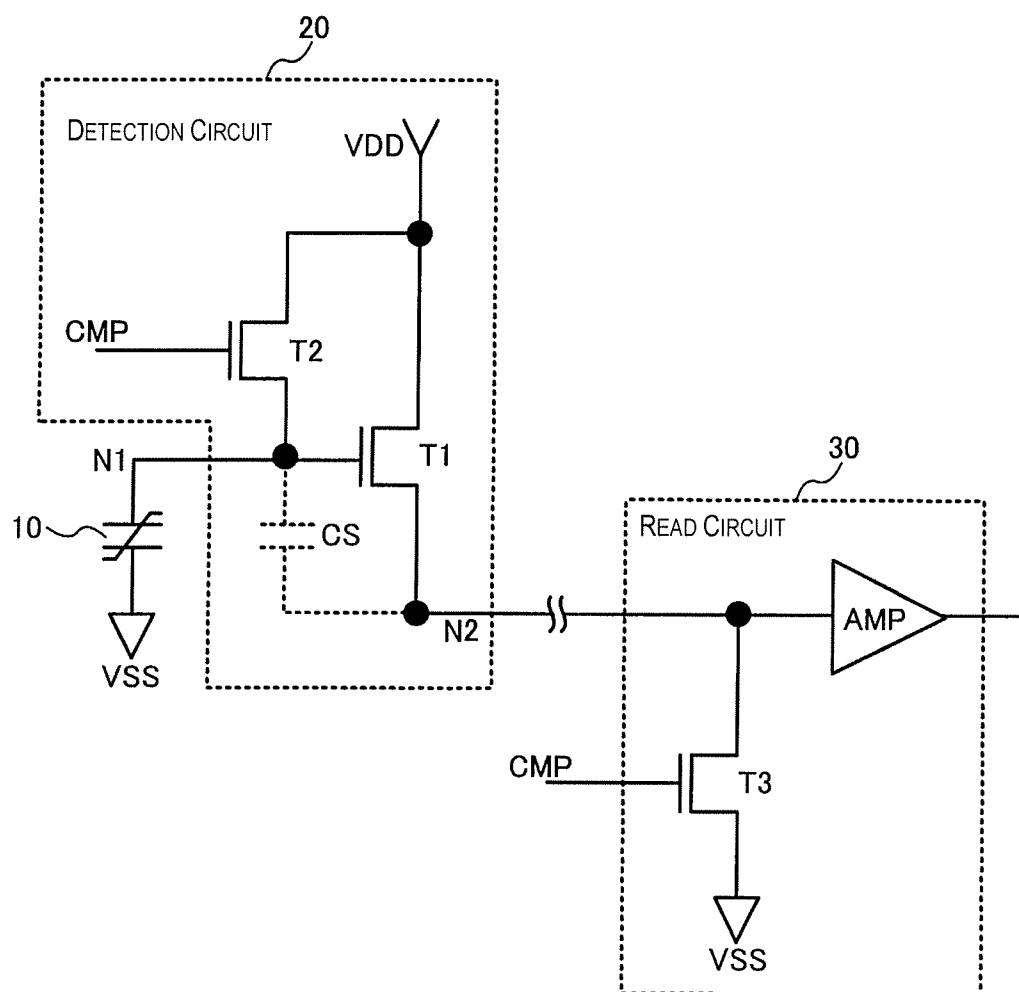 20
DETECTION CIRCUIT
VDD
CMP
T2
N1
T1
10
CS
VSS
N2
30
READ CIRCUIT
AMP
CMP
T3
VSS